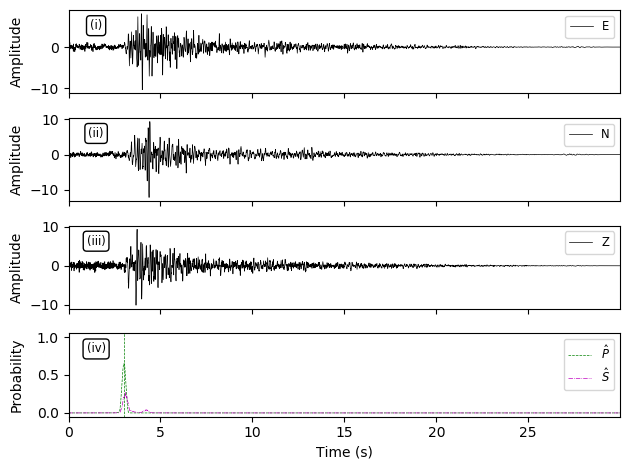 (i)
E
Amplitude
0
−10
(ii)
N
Amplitude
10
0
−10
(iii)
Z
Amplitude
10
0
−10
(iv)
P̂
Ŝ
Probability
1.0
0.5
0.0
0 5 10 15 20 25
Time (s)